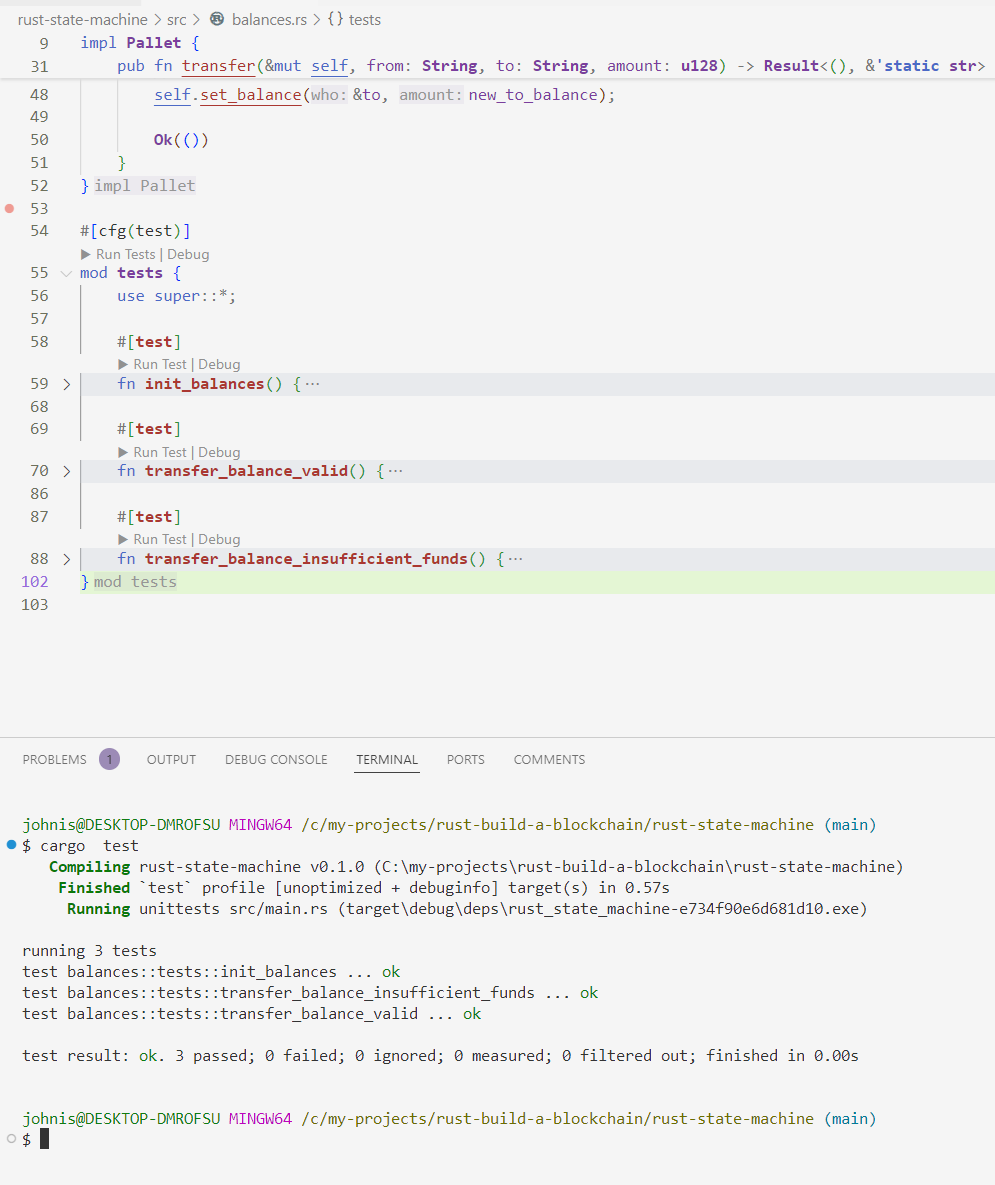 rust-state-machine > src > balances.rs > {} tests
9 impl Pallet {
31 pub fn transfer(&mut self, from: String, to: String, amount: u128) -> Result<(), &'static str>
48 self.set_balance(who: &to, amount: new_to_balance);
49
50 Ok(())
51 }
52 } impl Pallet
53
54 #[cfg(test)]
▶ Run Tests | Debug
55 mod tests {
56 use super::*;
57
58 #[test]
▶ Run Test | Debug
59 > fn init_balances() { ···
68
69 #[test]
▶ Run Test | Debug
70 > fn transfer_balance_valid() { ···
86
87 #[test]
▶ Run Test | Debug
88 > fn transfer_balance_insufficient_funds() { ···
102 } mod tests
103
PROBLEMS 1 OUTPUT DEBUG CONSOLE TERMINAL PORTS COMMENTS
johnis@DESKTOP-DMROFSU MINGW64 /c/my-projects/rust-build-a-blockchain/rust-state-machine (main)
$ cargo  test
Compiling rust-state-machine v0.1.0 (C:\my-projects\rust-build-a-blockchain\rust-state-machine)
Finished `test` profile [unoptimized + debuginfo] target(s) in 0.57s
Running unittests src/main.rs (target\debug\deps\rust_state_machine-e734f90e6d681d10.exe)
running 3 tests
test balances::tests::init_balances ... ok
test balances::tests::transfer_balance_insufficient_funds ... ok
test balances::tests::transfer_balance_valid ... ok
test result: ok. 3 passed; 0 failed; 0 ignored; 0 measured; 0 filtered out; finished in 0.00s
johnis@DESKTOP-DMROFSU MINGW64 /c/my-projects/rust-build-a-blockchain/rust-state-machine (main)
$